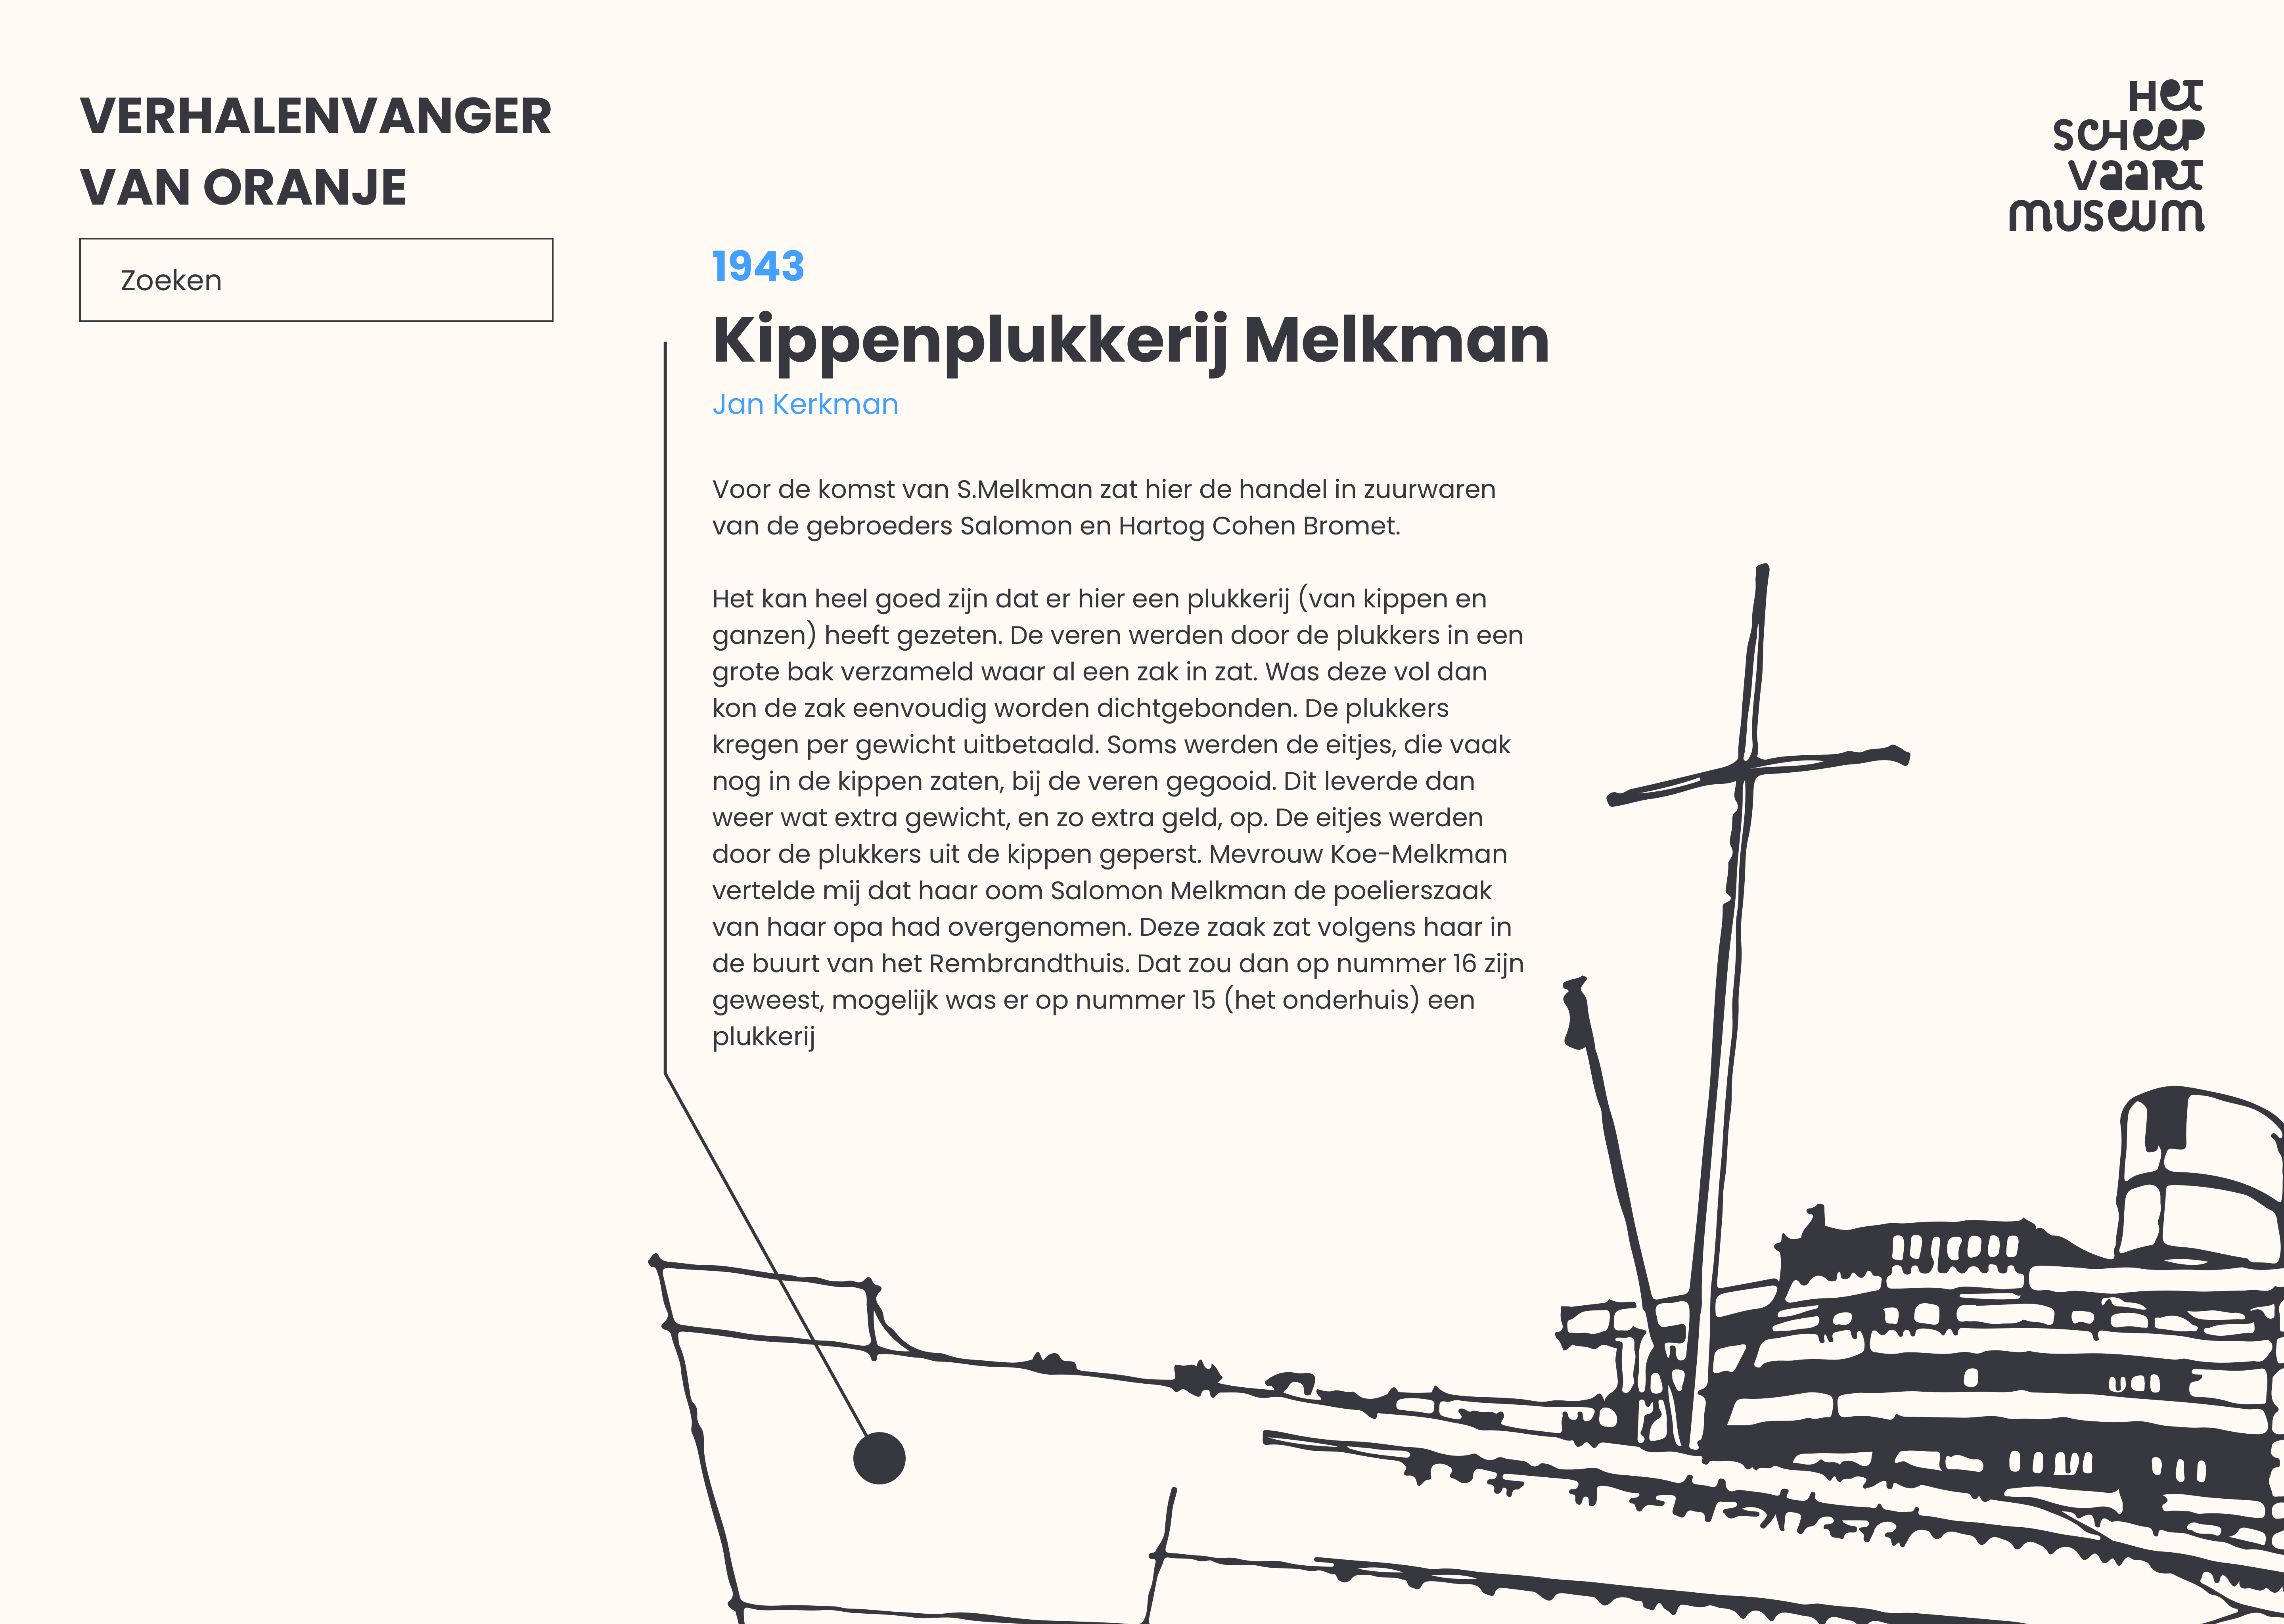 VERHALENVANGER
VAN ORANJE
Zoeken
Het
scheep
vaart
museum
1943
Kippenplukkerij Melkman
Jan Kerkman
Voor de komst van S.Melkman zat hier de handel in zuurwaren
van de gebroeders Salomon en Hartog Cohen Bromet.
Het kan heel goed zijn dat er hier een plukkerij (van kippen en
ganzen) heeft gezeten. De veren werden door de plukkers in een
grote bak verzameld waar al een zak in zat. Was deze vol dan
kon de zak eenvoudig worden dichtgebonden. De plukkers
kregen per gewicht uitbetaald. Soms werden de eitjes, die vaak
nog in de kippen zaten, bij de veren gegooid. Dit leverde dan
weer wat extra gewicht, en zo extra geld, op. De eitjes werden
door de plukkers uit de kippen geperst. Mevrouw Koe-Melkman
vertelde mij dat haar oom Salomon Melkman de poelierszaak
van haar opa had overgenomen. Deze zaak zat volgens haar in
de buurt van het Rembrandthuis. Dat zou dan op nummer 16 zijn
geweest, mogelijk was er op nummer 15 (het onderhuis) een
plukkerij